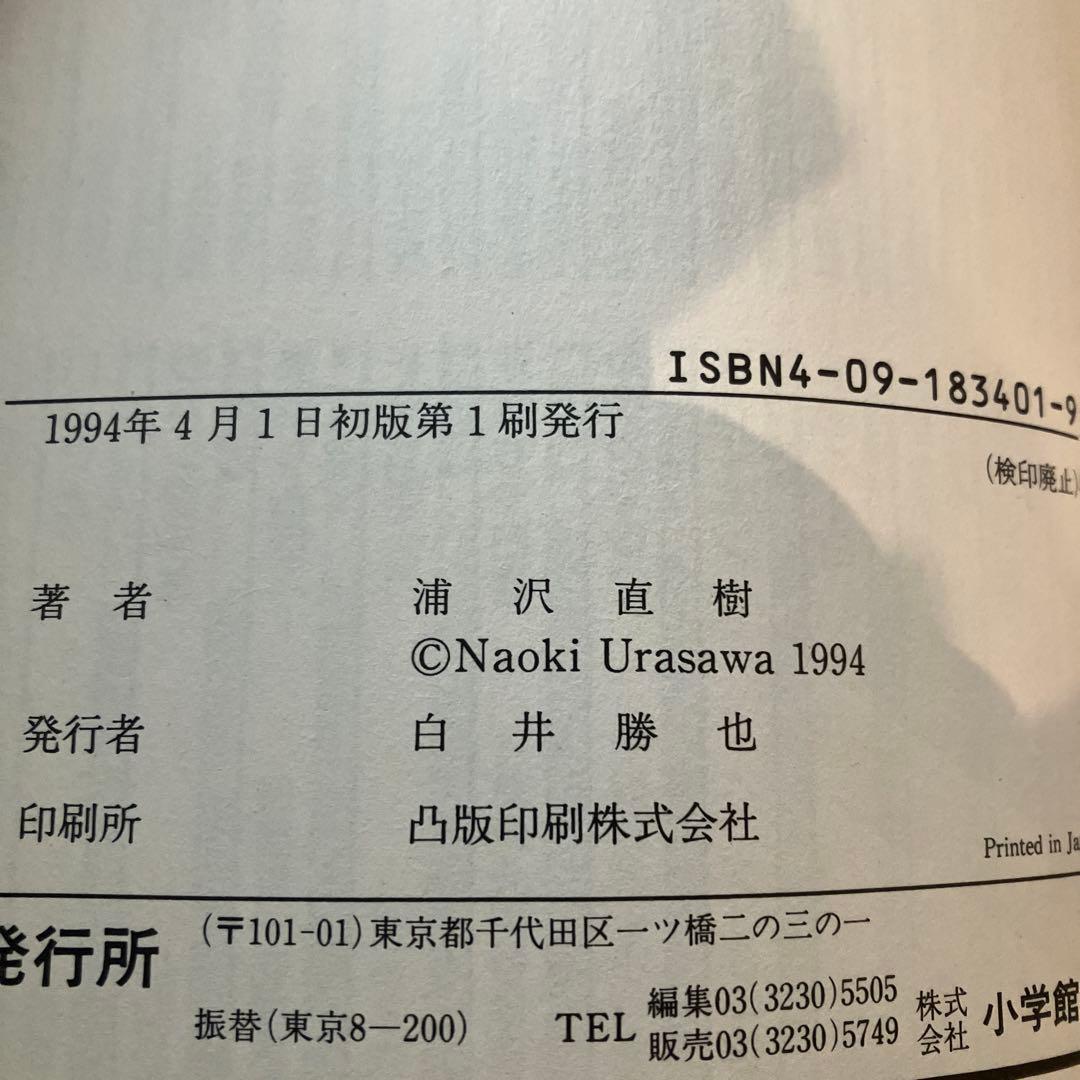 ISBN4-09-183401-9
1994年4月1日初版第1刷発行
(検印廃止)
著者 浦沢直樹
©Naoki Urasawa 1994
発行者 白井勝也
印刷所 凸版印刷株式会社
Printed in Ja
発行所 (〒101-01)東京都千代田区一ツ橋二の三の一
振替(東京8—200) TEL 編集03(3230)5505
販売03(3230)5749
株式会社 小学館